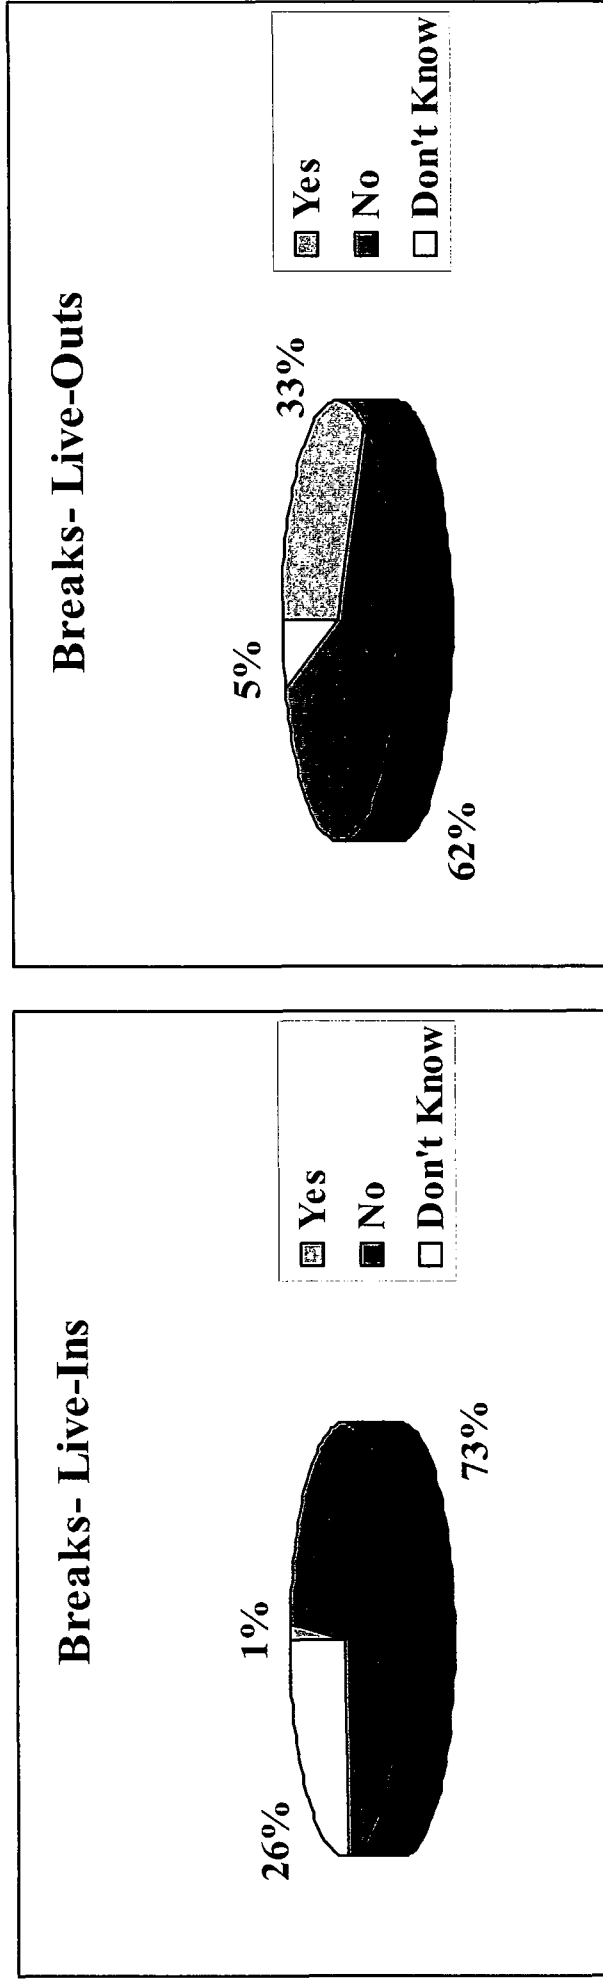 Breaks- Live-Ins
26%
1%
73%
Yes
No
Don't Know
Breaks- Live-Outs
5%
33%
62%
Yes
No
Don't Know